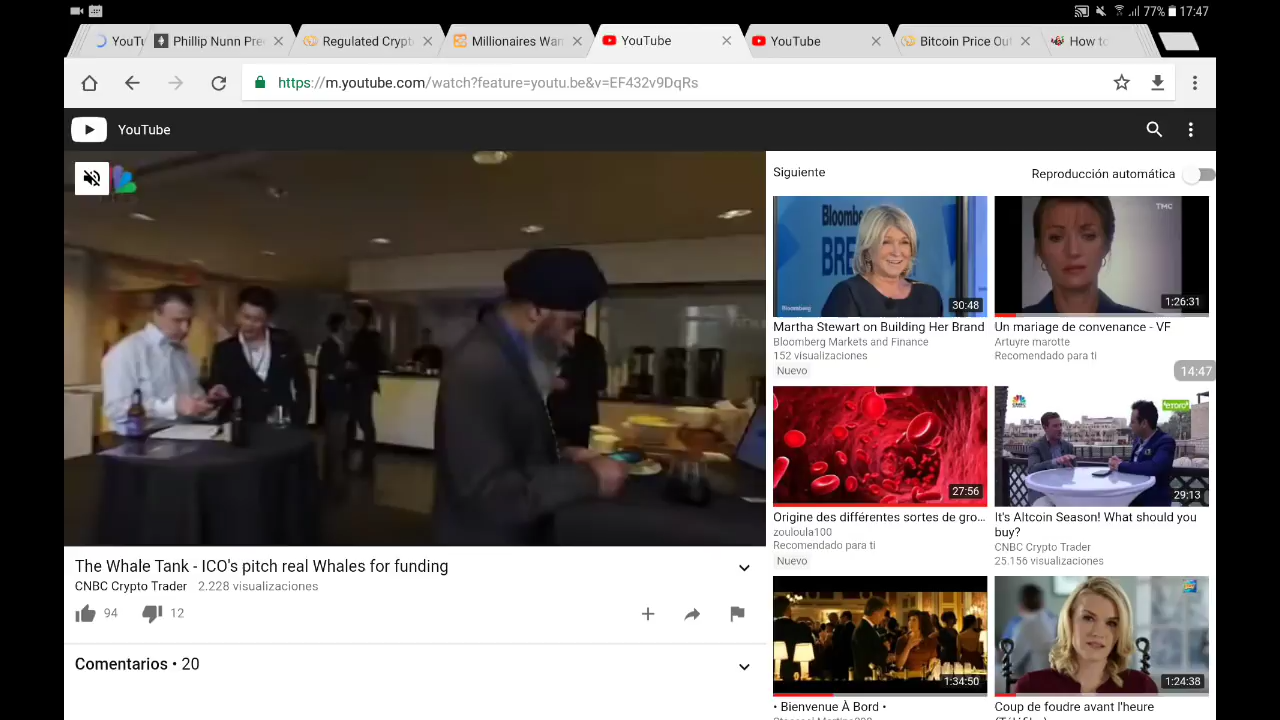 77% 17:47
YouTu
Phillip Nunn Pre
Regulated Crypt
Millionaires Wan
YouTube
YouTube
Bitcoin Price Out
How to
https://m.youtube.com/watch?feature=youtu.be&v=EF432v9DqRs
YouTube
Siguiente
Reproducción automática
Bloomb
BRE
Bloomberg
30:48
TMC
1:26:31
Martha Stewart on Building Her Brand
Bloomberg Markets and Finance
152 visualizaciones
Nuevo
Un mariage de convenance - VF
Artuyre marotte
Recomendado para ti
14:47
27:56
eToro
29:13
Origine des différentes sortes de gro...
zouloula100
Recomendado para ti
Nuevo
It's Altcoin Season! What should you
buy?
CNBC Crypto Trader
25.156 visualizaciones
The Whale Tank - ICO's pitch real Whales for funding
CNBC Crypto Trader 2.228 visualizaciones
94
12
Comentarios • 20
1:34:50
1:24:38
• Bienvenue À Bord •
Coup de foudre avant l'heure